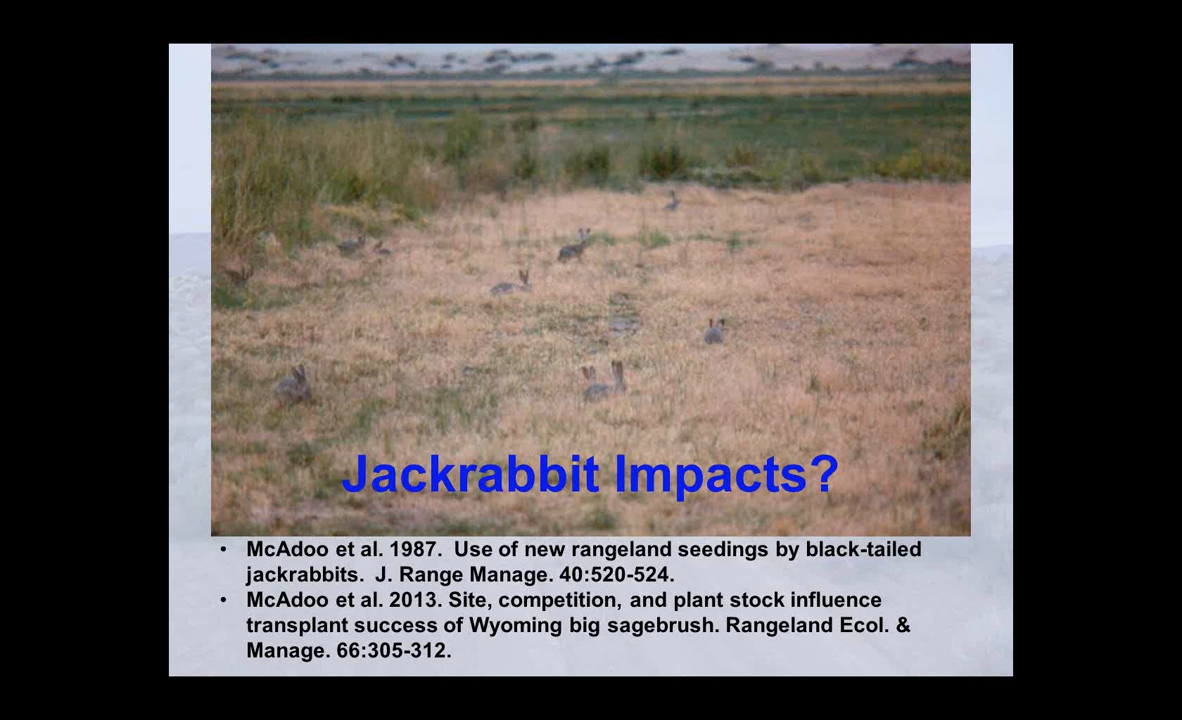 Jackrabbit Impacts?
• McAdoo et al. 1987.  Use of new rangeland seedings by black-tailed
jackrabbits.  J. Range Manage. 40:520-524.
• McAdoo et al. 2013. Site, competition, and plant stock influence
transplant success of Wyoming big sagebrush. Rangeland Ecol. &
Manage. 66:305-312.